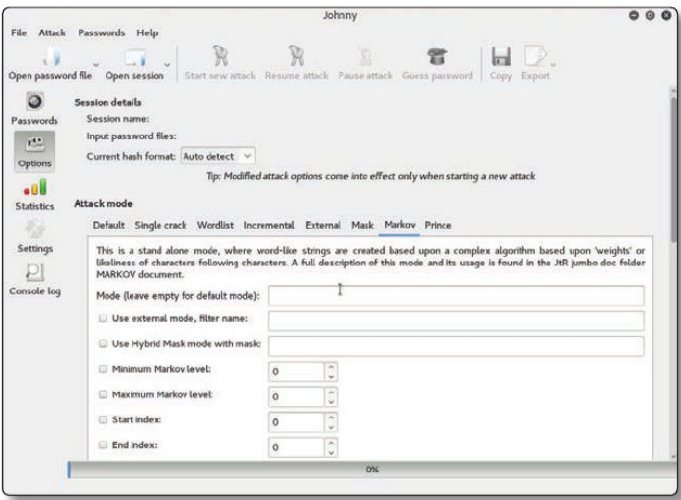 Johnny
File Attack Passwords Help
Open password file Open session Start new attack Resume attack Pause attack Guess password Copy Export
Passwords
Options
Statistics
Settings
Console log
Session details
Session name:
Input password files:
Current hash format: Auto detect
Tip: Modified attack options come into effect only when starting a new attack
Attack mode
Default Single crack Wordlist Incremental External Mask Markov Prince
This is a stand alone mode, where word-like strings are created based upon a complex algorithm based upon 'weights' or
likeliness of characters following characters. A full description of this mode and its usage is found in the JtR jumbo doc folder
MARKOV document.
Mode (leave empty for default mode):
Use external mode, filter name:
Use Hybrid Mask mode with mask:
Minimum Markov level: 0
Maximum Markov level: 0
Start index: 0
End index: 0
0%